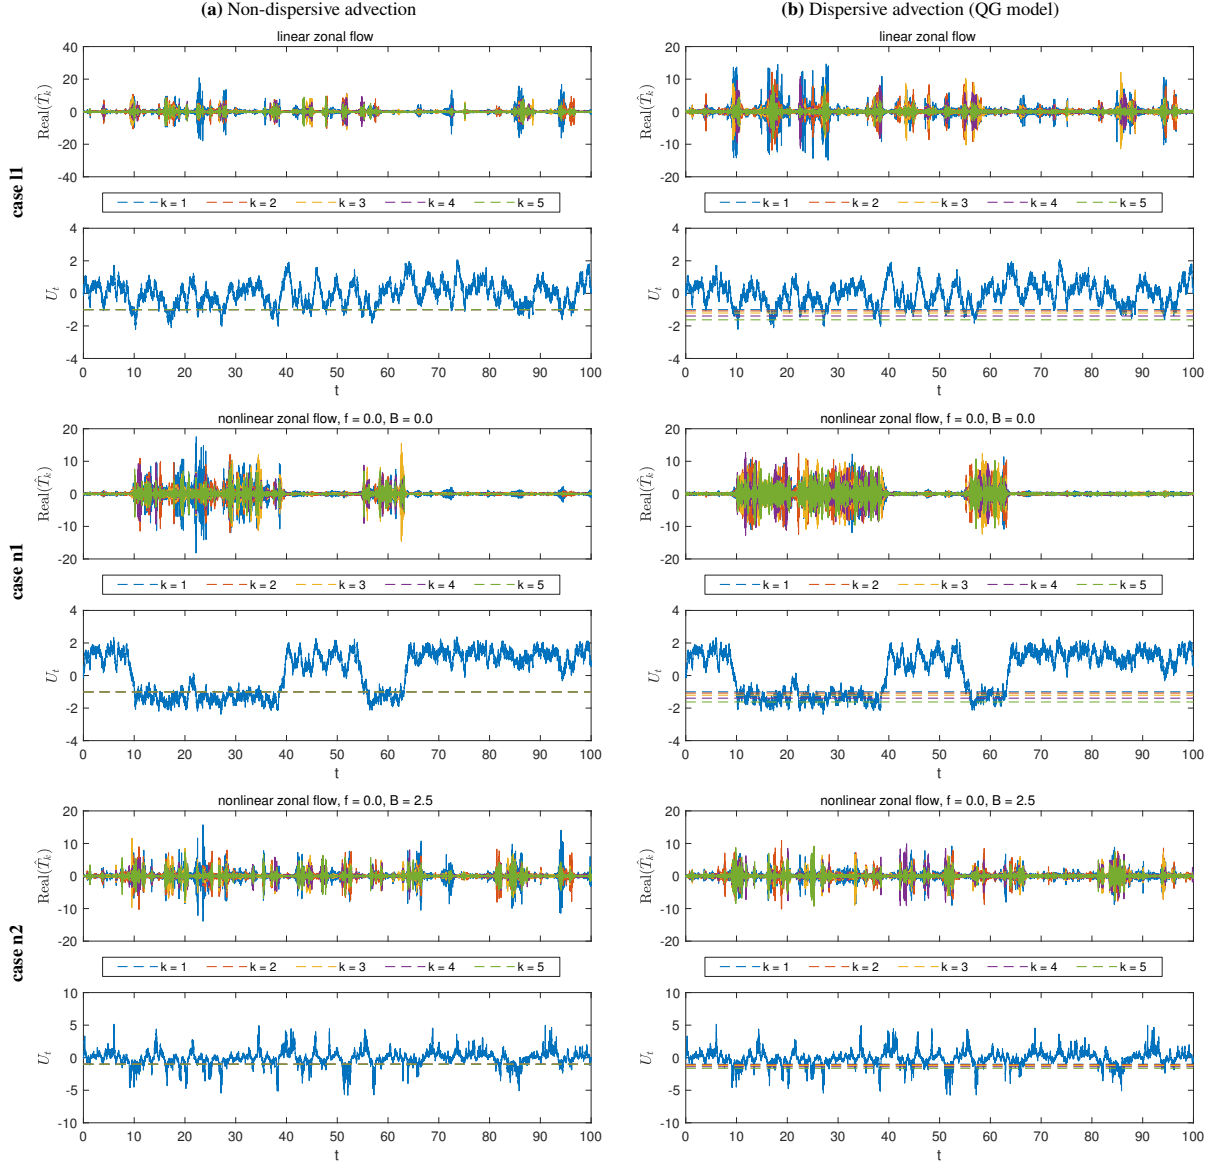 (a) Non-dispersive advection
(b) Dispersive advection (QG model)
case l1
linear zonal flow
40
20
0
-20
-40
Real(T̂k)
k = 1 k = 2 k = 3 k = 4 k = 5
4
2
0
-2
-4
Ut
0 10 20 30 40 50 60 70 80 90 100
t
linear zonal flow
20
10
0
-10
-20
Real(T̂k)
k = 1 k = 2 k = 3 k = 4 k = 5
4
2
0
-2
-4
Ut
0 10 20 30 40 50 60 70 80 90 100
t
case n1
nonlinear zonal flow, f = 0.0, B = 0.0
20
10
0
-10
-20
Real(T̂k)
k = 1 k = 2 k = 3 k = 4 k = 5
4
2
0
-2
-4
Ut
0 10 20 30 40 50 60 70 80 90 100
t
nonlinear zonal flow, f = 0.0, B = 0.0
20
10
0
-10
-20
Real(T̂k)
k = 1 k = 2 k = 3 k = 4 k = 5
4
2
0
-2
-4
Ut
0 10 20 30 40 50 60 70 80 90 100
t
case n2
nonlinear zonal flow, f = 0.0, B = 2.5
20
10
0
-10
-20
Real(T̂k)
k = 1 k = 2 k = 3 k = 4 k = 5
10
5
0
-5
-10
Ut
0 10 20 30 40 50 60 70 80 90 100
t
nonlinear zonal flow, f = 0.0, B = 2.5
20
10
0
-10
-20
Real(T̂k)
k = 1 k = 2 k = 3 k = 4 k = 5
10
5
0
-5
-10
Ut
0 10 20 30 40 50 60 70 80 90 100
t